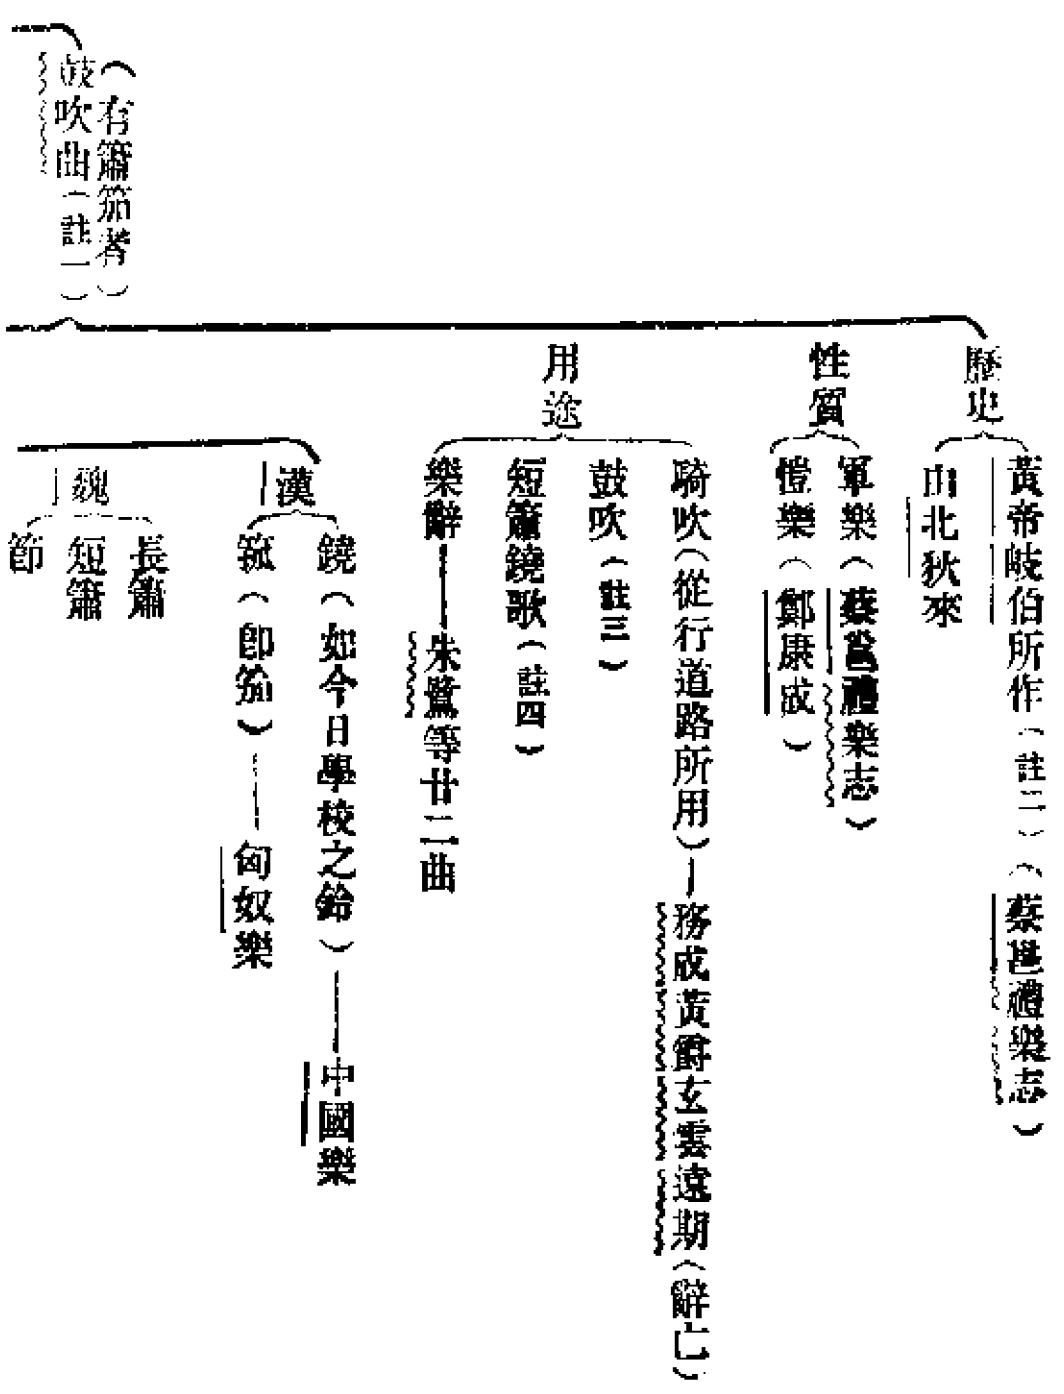 (有簫笳者)
鼓吹曲(註一)
歷史
黃帝岐伯所作(註二)(蔡邕禮樂志)
由北狄來
性質
軍樂(蔡邕禮樂志)
愷樂(鄭康成)
用途
騎吹(從行道路所用)—務成黃爵玄雲遠期(辭亡)
鼓吹(註三)
短簫鐃歌(註四)
樂辭——朱鷺等廿二曲
漢
鐃(如今日學校之鈴)——中國樂
箛(卽笳)——匈奴樂
魏
長簫
短簫
節